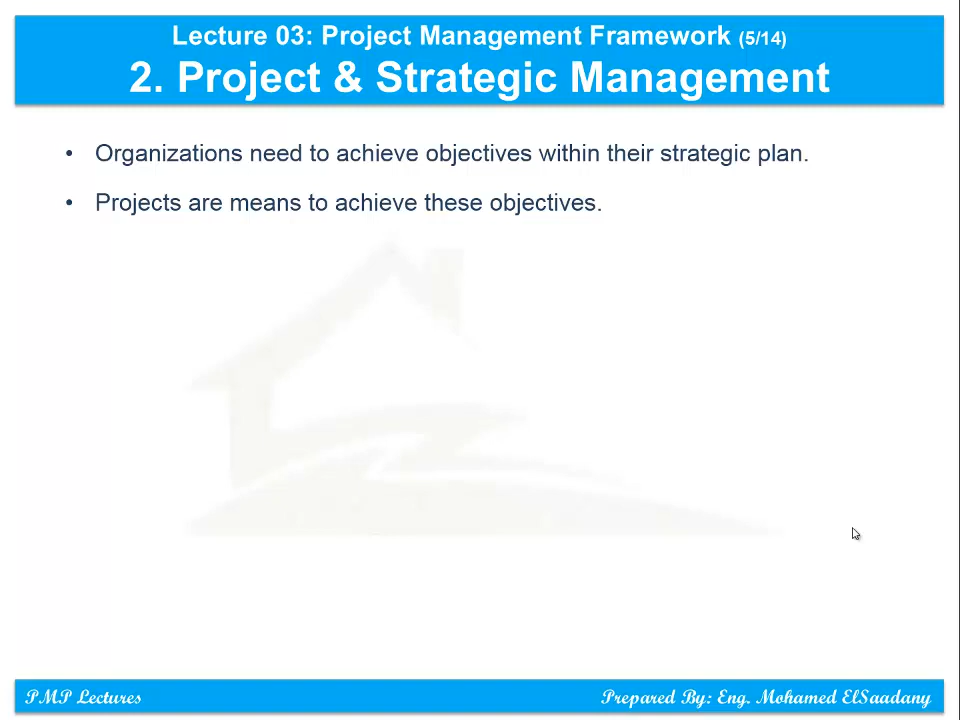 Lecture 03: Project Management Framework (5/14)
2. Project & Strategic Management
• Organizations need to achieve objectives within their strategic plan.
• Projects are means to achieve these objectives.
PMP Lectures
Prepared By: Eng. Mohamed ElSaadany